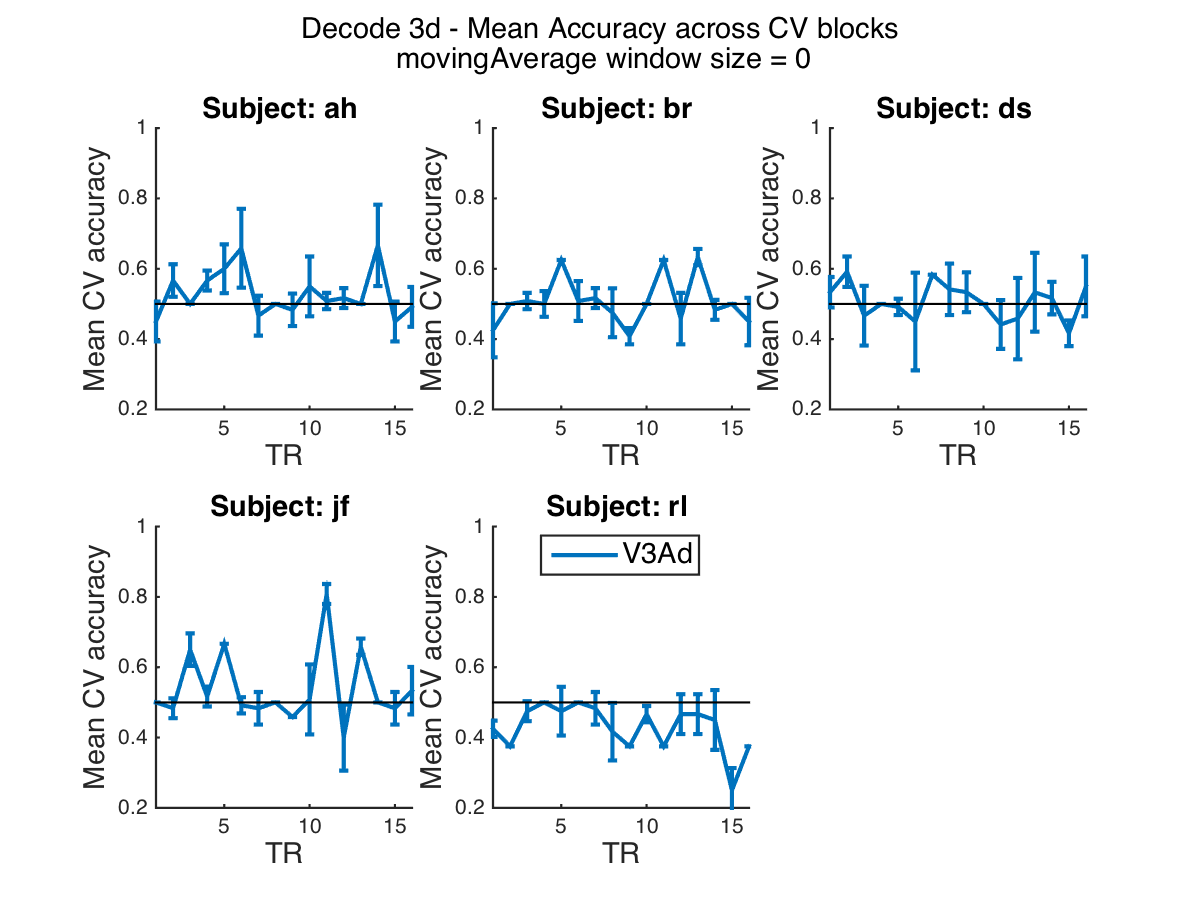 Decode 3d - Mean Accuracy across CV blocks
movingAverage window size = 0
Subject: ah
1
0.8
0.6
0.4
0.2
Mean CV accuracy
5 10 15
TR
Subject: br
1
0.8
0.6
0.4
0.2
Mean CV accuracy
5 10 15
TR
Subject: ds
1
0.8
0.6
0.4
0.2
Mean CV accuracy
5 10 15
TR
Subject: jf
1
0.8
0.6
0.4
0.2
Mean CV accuracy
5 10 15
TR
Subject: rl
V3Ad
1
0.8
0.6
0.4
0.2
Mean CV accuracy
5 10 15
TR